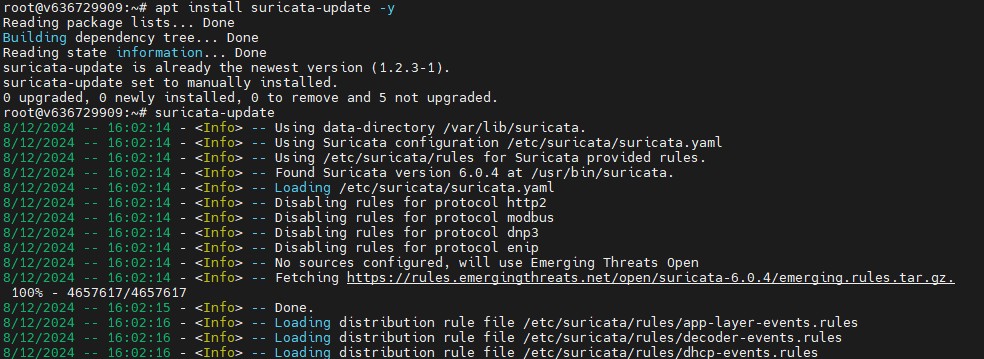 root@v636729909:~# apt install suricata-update -y
Reading package lists... Done
Building dependency tree... Done
Reading state information... Done
suricata-update is already the newest version (1.2.3-1).
suricata-update set to manually installed.
0 upgraded, 0 newly installed, 0 to remove and 5 not upgraded.
root@v636729909:~# suricata-update
8/12/2024 -- 16:02:14 - <Info> -- Using data-directory /var/lib/suricata.
8/12/2024 -- 16:02:14 - <Info> -- Using Suricata configuration /etc/suricata/suricata.yaml
8/12/2024 -- 16:02:14 - <Info> -- Using /etc/suricata/rules for Suricata provided rules.
8/12/2024 -- 16:02:14 - <Info> -- Found Suricata version 6.0.4 at /usr/bin/suricata.
8/12/2024 -- 16:02:14 - <Info> -- Loading /etc/suricata/suricata.yaml
8/12/2024 -- 16:02:14 - <Info> -- Disabling rules for protocol http2
8/12/2024 -- 16:02:14 - <Info> -- Disabling rules for protocol modbus
8/12/2024 -- 16:02:14 - <Info> -- Disabling rules for protocol dnp3
8/12/2024 -- 16:02:14 - <Info> -- Disabling rules for protocol enip
8/12/2024 -- 16:02:14 - <Info> -- No sources configured, will use Emerging Threats Open
8/12/2024 -- 16:02:14 - <Info> -- Fetching https://rules.emergingthreats.net/open/suricata-6.0.4/emerging.rules.tar.gz.
100% - 4657617/4657617
8/12/2024 -- 16:02:15 - <Info> -- Done.
8/12/2024 -- 16:02:16 - <Info> -- Loading distribution rule file /etc/suricata/rules/app-layer-events.rules
8/12/2024 -- 16:02:16 - <Info> -- Loading distribution rule file /etc/suricata/rules/decoder-events.rules
8/12/2024 -- 16:02:16 - <Info> -- Loading distribution rule file /etc/suricata/rules/dhcp-events.rules